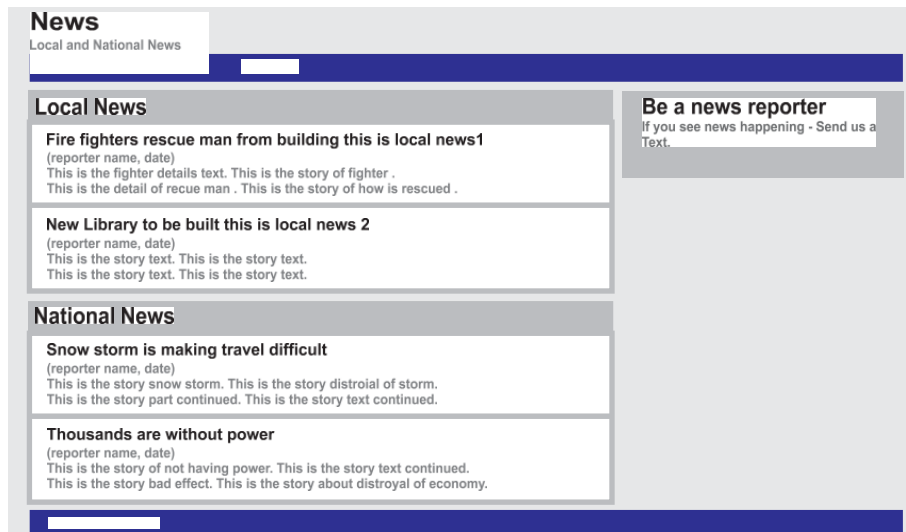 News
Local and National News
Local News
Fire fighters rescue man from building this is local news1
(reporter name, date)
This is the fighter details text. This is the story of fighter .
This is the detail of recue man . This is the story of how is rescued .
New Library to be built this is local news 2
(reporter name, date)
This is the story text. This is the story text.
This is the story text. This is the story text.
National News
Snow storm is making travel difficult
(reporter name, date)
This is the story snow storm. This is the story distroial of storm.
This is the story part continued. This is the story text continued.
Thousands are without power
(reporter name, date)
This is the story of not having power. This is the story text continued.
This is the story bad effect. This is the story about distroyal of economy.
Be a news reporter
If you see news happening - Send us a
Text.